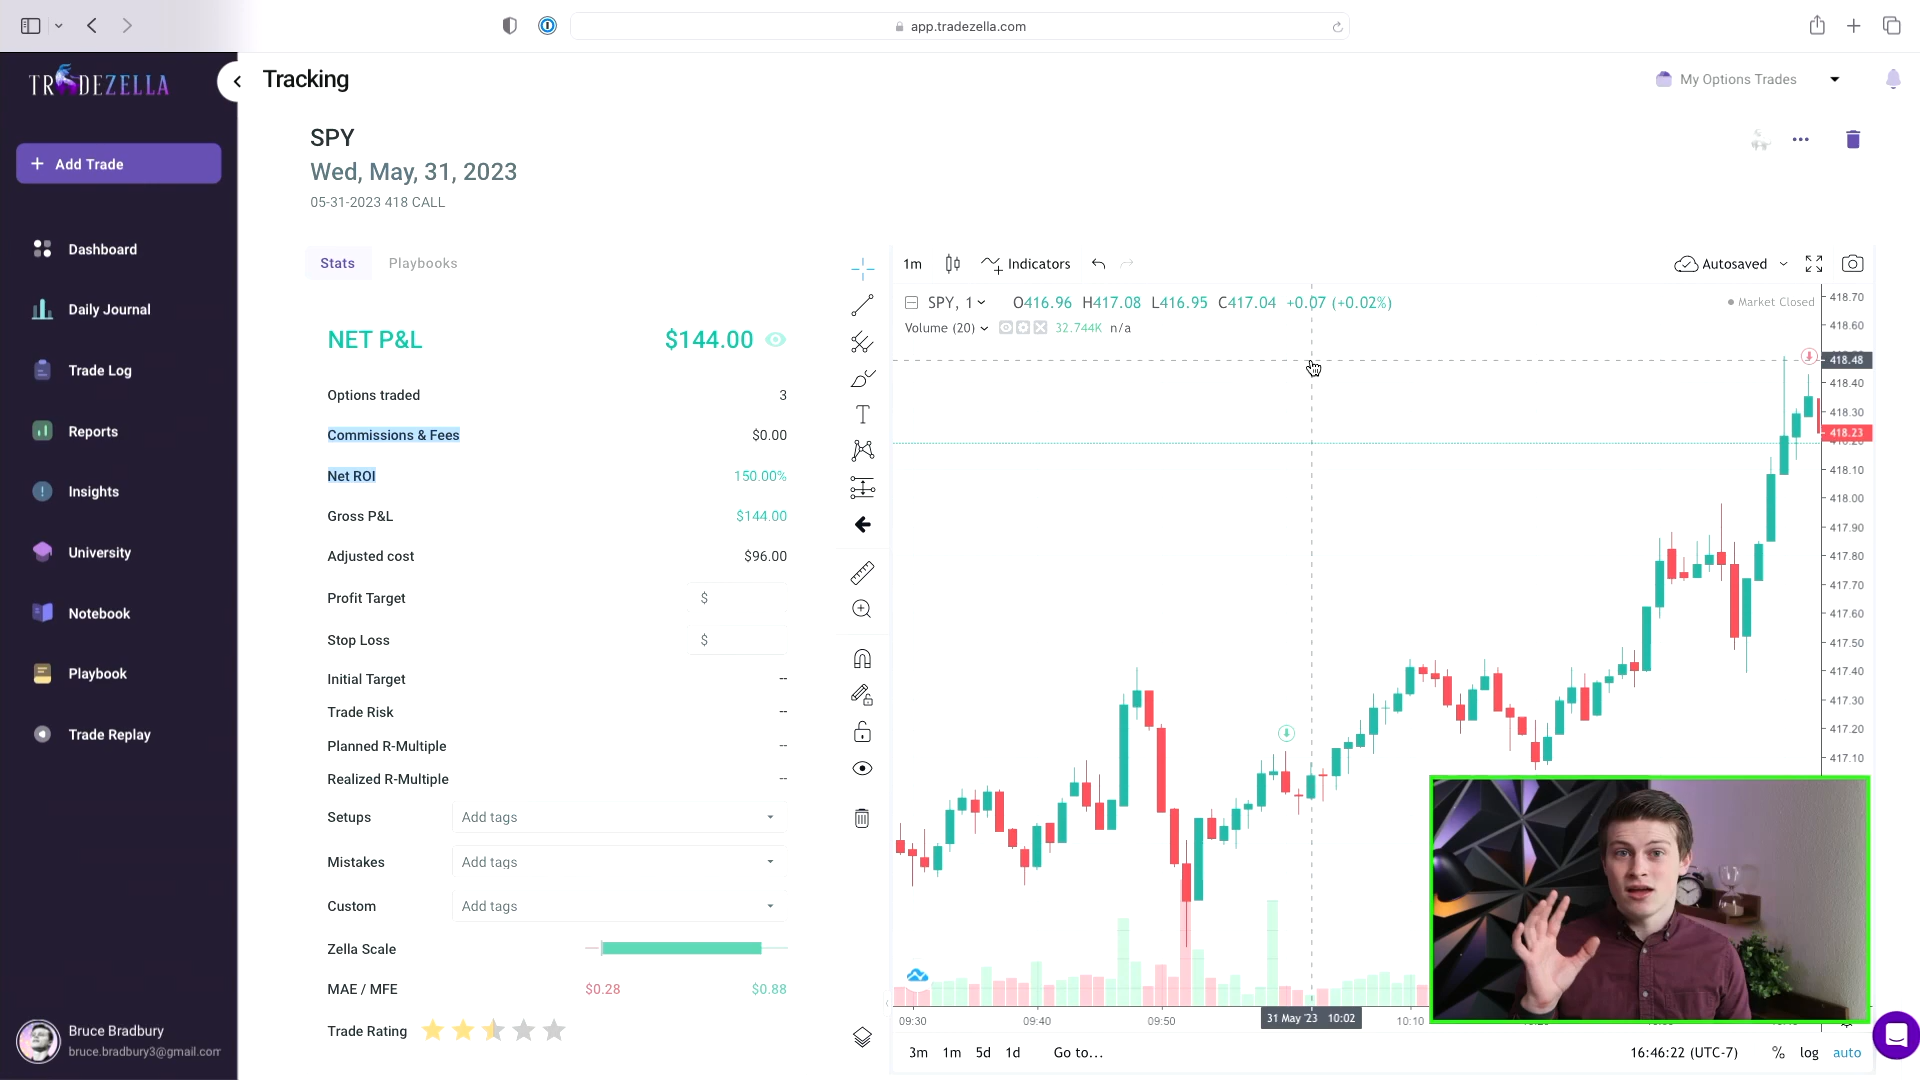 app.tradezella.com
TRADEZELLA
Tracking
My Options Trades
+ Add Trade
Dashboard
Daily Journal
Trade Log
Reports
Insights
University
Notebook
Playbook
Trade Replay
Bruce Bradbury
bruce.bradbury3@gmail.com
SPY
Wed, May, 31, 2023
05-31-2023 418 CALL
Stats Playbooks
NET P&L $144.00
Options traded 3
Commissions & Fees $0.00
Net ROI 150.00%
Gross P&L $144.00
Adjusted cost $96.00
Profit Target $
Stop Loss $
Initial Target --
Trade Risk --
Planned R-Multiple --
Realized R-Multiple --
Setups Add tags
Mistakes Add tags
Custom Add tags
Zella Scale
MAE / MFE $0.28 $0.88
Trade Rating
1m Indicators Autosaved
SPY, 1 O416.96 H417.08 L416.95 C417.04 +0.07 (+0.02%) Market Closed
Volume (20) 32.744K n/a
418.70
418.60
418.48
418.40
418.30
418.23
418.10
418.00
417.90
417.80
417.70
417.60
417.50
417.40
417.30
417.20
417.10
09:30 09:40 09:50 31 May '23 10:02 10:10
3m 1m 5d 1d Go to... 16:46:22 (UTC-7) % log auto